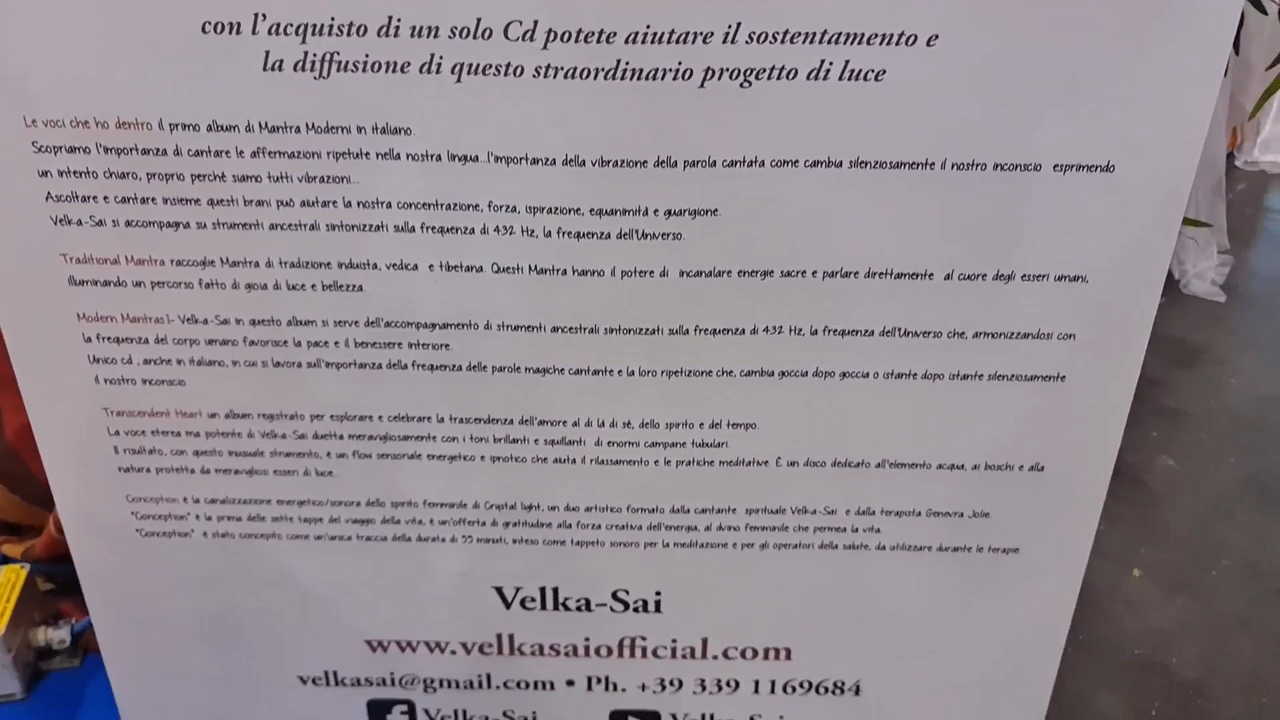 con l'acquisto di un solo Cd potete aiutare il sostentamento e
la diffusione di questo straordinario progetto di luce
Le voci che ho dentro il primo album di Mantra Moderni in italiano.
Scopriamo l'importanza di cantare le affermazioni ripetute nella nostra lingua...l'importanza della vibrazione della parola cantata come cambia silenziosamente il nostro inconscio esprimendo
un intento chiaro, proprio perché siamo tutti vibrazioni...
Ascoltare e cantare insieme questi brani può aiutare la nostra concentrazione, forza, ispirazione, equanimità e guarigione.
Velka-Sai si accompagna su strumenti ancestrali sintonizzati sulla frequenza di 432 Hz, la frequenza dell'Universo.
Traditional Mantra raccoglie Mantra di tradizione induista, vedica e tibetana. Questi Mantra hanno il potere di incanalare energie sacre e parlare direttamente al cuore degli esseri umani,
illuminando un percorso fatto di gioia di luce e bellezza
Modern Mantras 1- Velka-Sai in questo album si serve dell'accompagnamento di strumenti ancestrali sintonizzati sulla frequenza di 432 Hz, la frequenza dell'Universo che, armonizzandosi con
la frequenza del corpo umano favorisce la pace e il benessere interiore.
Unico cd , anche in italiano, in cui si lavora sull'importanza della frequenza delle parole magiche cantante e la loro ripetizione che, cambia goccia dopo goccia o istante dopo istante silenziosamente
il nostro inconscio
Transcendent Heart un album registrato per esplorare e celebrare la trascendenza dell'amore al di là di sé, dello spirito e del tempo.
La voce eterea ma potente di Velka-Sai duetta meravigliosamente con i toni brillanti e squillanti di enormi campane tubulari.
Il risultato, con questo inusuale strumento, è un flow sensoriale energetico e ipnotico che aiuta il rilassamento e le pratiche meditative. È un disco dedicato all'elemento acqua, ai boschi e alla
natura protetta da meravigliosi esseri di luce.
Conception è la canalizzazione energetico/sonora dello spirito femminile di Crystal light, un duo artistico formato dalla cantante spirituale Velka-Sai e dalla terapista Genevra Jolie.
"Conception" è la prima delle sette tappe del viaggio della vita, è un'offerta di gratitudine alla forza creativa dell'energia, al divino femminile che permea la vita.
"Conception" è stato concepito come un'unica traccia della durata di 55 minuti, inteso come tappeto sonoro per la meditazione e per gli operatori della salute, da utilizzare durante le terapie
Velka-Sai
www.velkasaiofficial.com
velkasai@gmail.com • Ph. +39 339 1169684
Velka-Sai
Velka-Sai